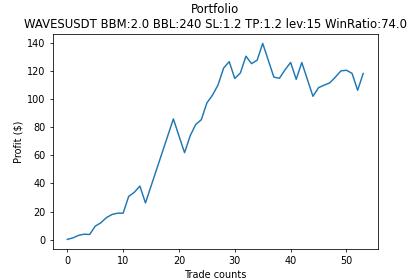 Portfolio
WAVESUSDT BBM:2.0 BBL:240 SL:1.2 TP:1.2 lev:15 WinRatio:74.0
140
120
100
80
60
40
20
0
Profit ($)
0 10 20 30 40 50
Trade counts